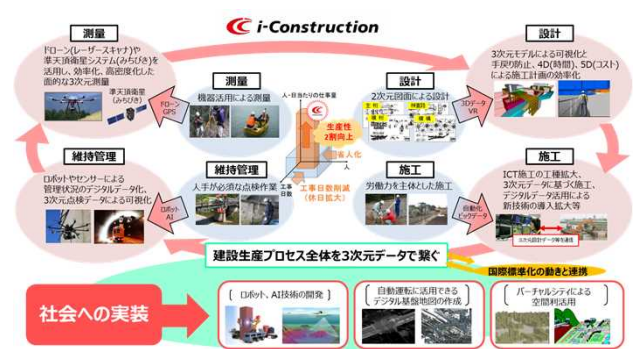 i-Construction
測量
ドローン(レーザースキャナ)や
準天頂衛星システム(みちびき)
を活用し、効率化、高密度化した
面的な3次元測量
準天頂衛星
(みちびき)
ドローン
GPS
測量
機器活用による測量
人・日当たりの仕事量
生産性
2割向上
省人化
人
工事
日数
工事日数削減
(休日拡大)
設計
2次元図面による設計
3Dデータ
VR
設計
3次元モデルによる可視化と
手戻り防止、4D(時間)、5D(コスト)
による施工計画の効率化
維持管理
ロボットやセンサーによる
管理状況のデジタルデータ化、
3次元点検データによる可視化
ロボット
AI
維持管理
人手が必須な点検作業
施工
労働力を主体とした施工
自動化
ビックデータ
施工
ICT施工の工種拡大、
3次元データに基づく施工、
デジタルデータ活用による
新技術の導入拡大等
建設生産プロセス全体を3次元データで繋ぐ
国際標準化の動きと連携
社会への実装
ロボット、AI技術の開発
自動運転に活用できる
デジタル基盤地図の作成
バーチャルシティによる
空間利活用